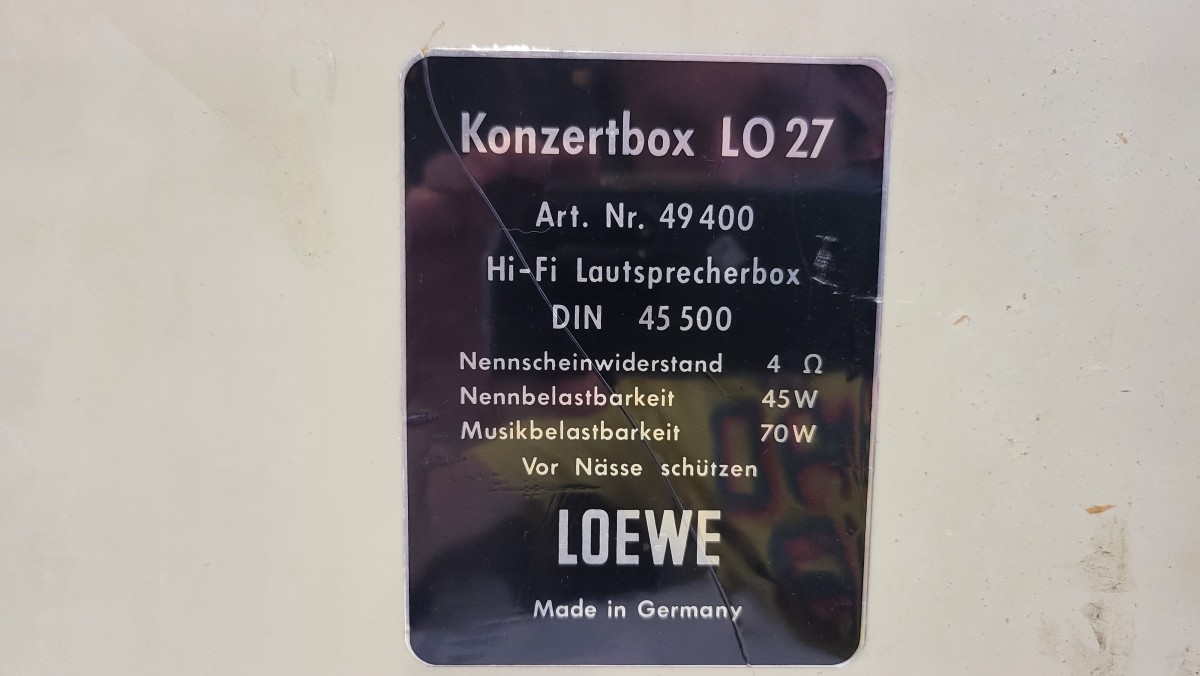 Konzertbox LO 27
Art. Nr. 49 400
Hi-Fi Lautsprecherbox
DIN 45 500
Nennscheinwiderstand 4 Ω
Nennbelastbarkeit 45 W
Musikbelastbarkeit 70 W
Vor Nässe schützen
LOEWE
Made in Germany